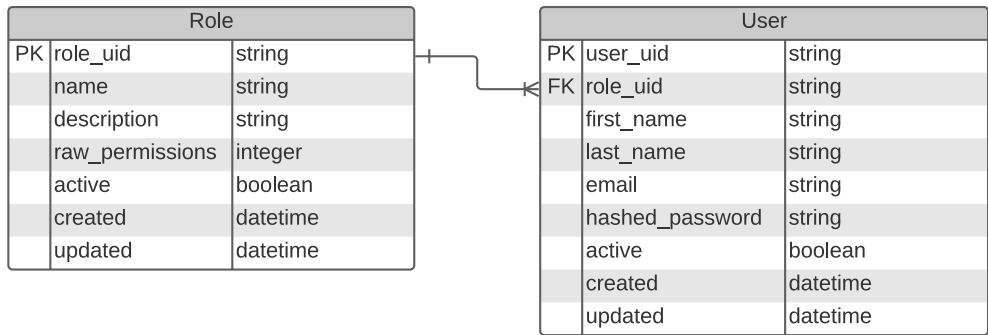 Role
PK role_uid string
name string
description string
raw_permissions integer
active boolean
created datetime
updated datetime
User
PK user_uid string
FK role_uid string
first_name string
last_name string
email string
hashed_password string
active boolean
created datetime
updated datetime